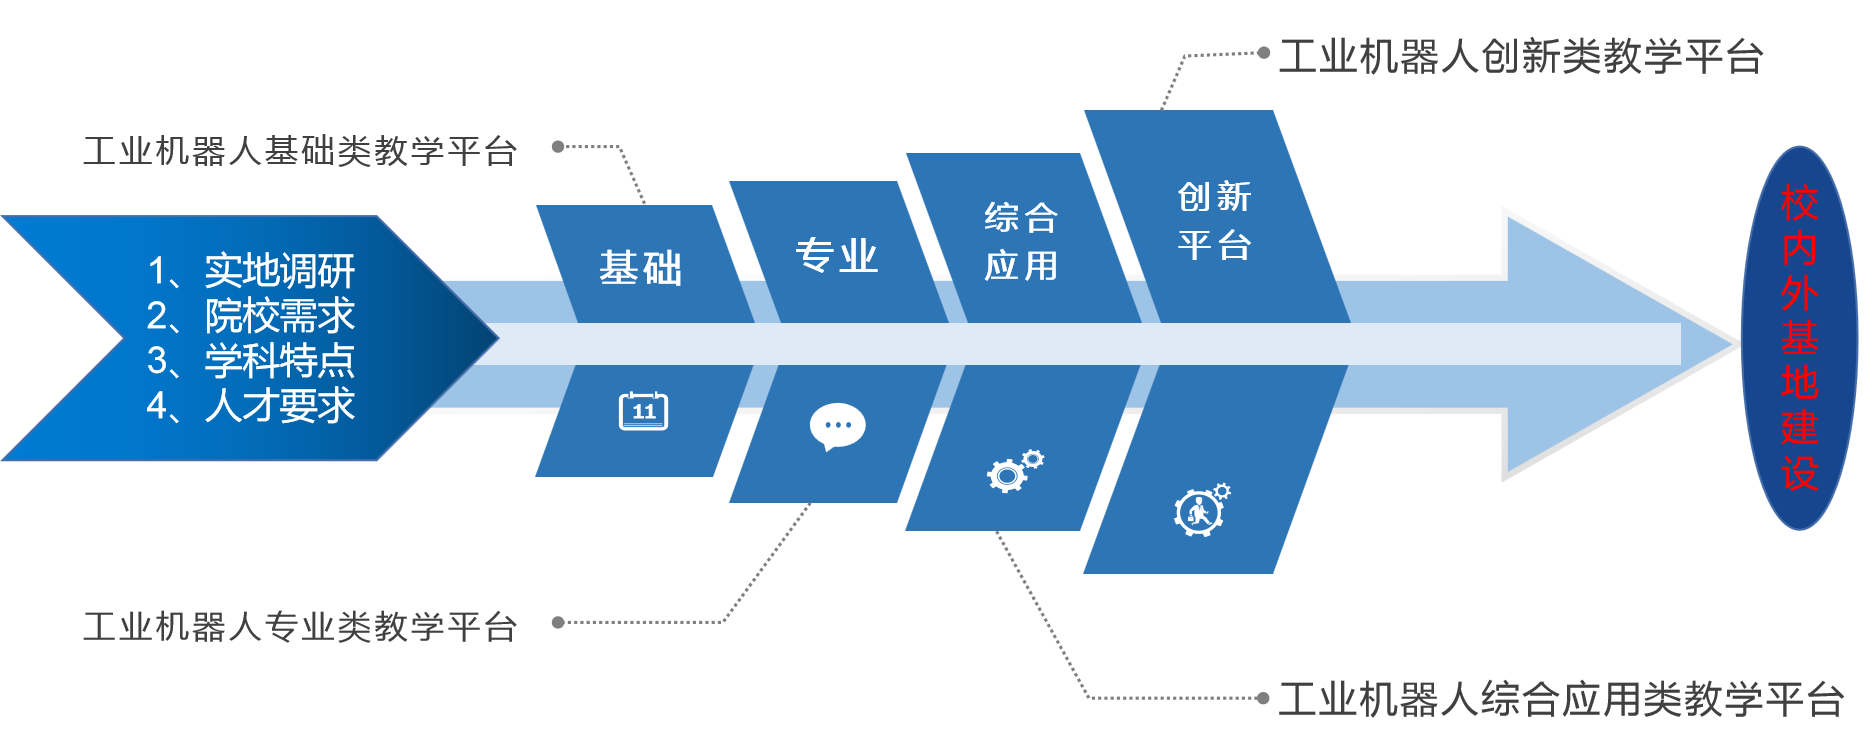 工业机器人创新类教学平台
工业机器人基础类教学平台
1、实地调研
2、院校需求
3、学科特点
4、人才要求
基础
专业
综合
应用
创新
平台
11
校
内
外
基
地
建
设
工业机器人专业类教学平台
工业机器人综合应用类教学平台